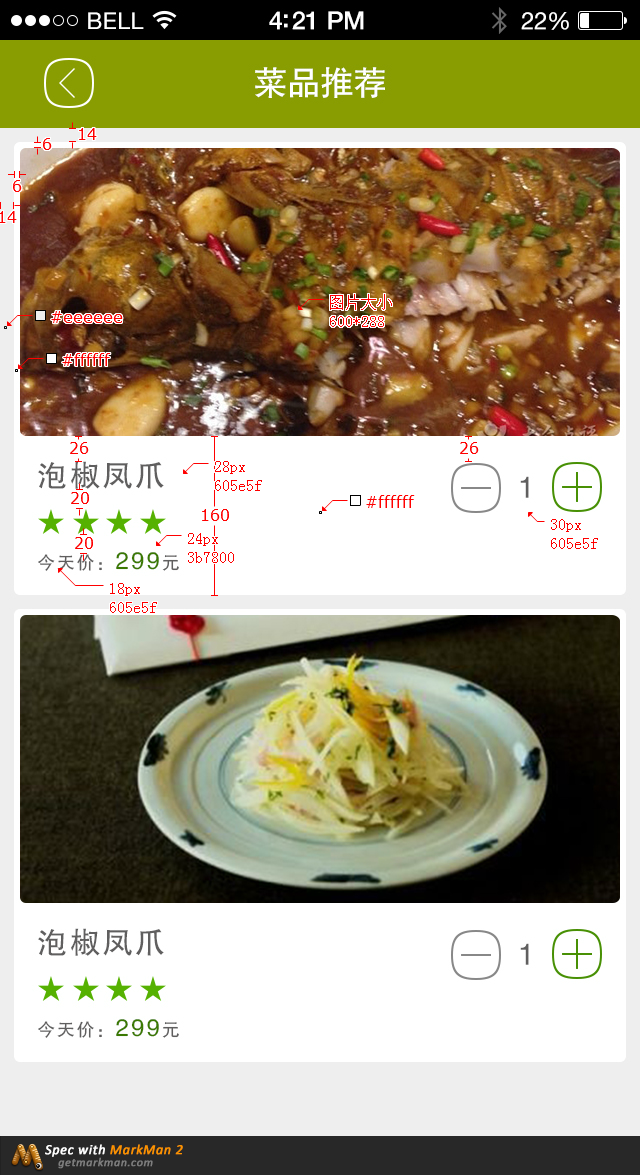 BELL 4:21 PM 22%
菜品推荐
14
6
6
14
图片大小
600*288
#eeeeee
#ffffff
26
26
泡椒凤爪
28px
605e5f
1
20
#ffffff
160
30px
605e5f
20
24px
3b7800
今天价：299元
18px
605e5f
泡椒凤爪
1
今天价：299元
Spec with MarkMan 2
getmarkman.com